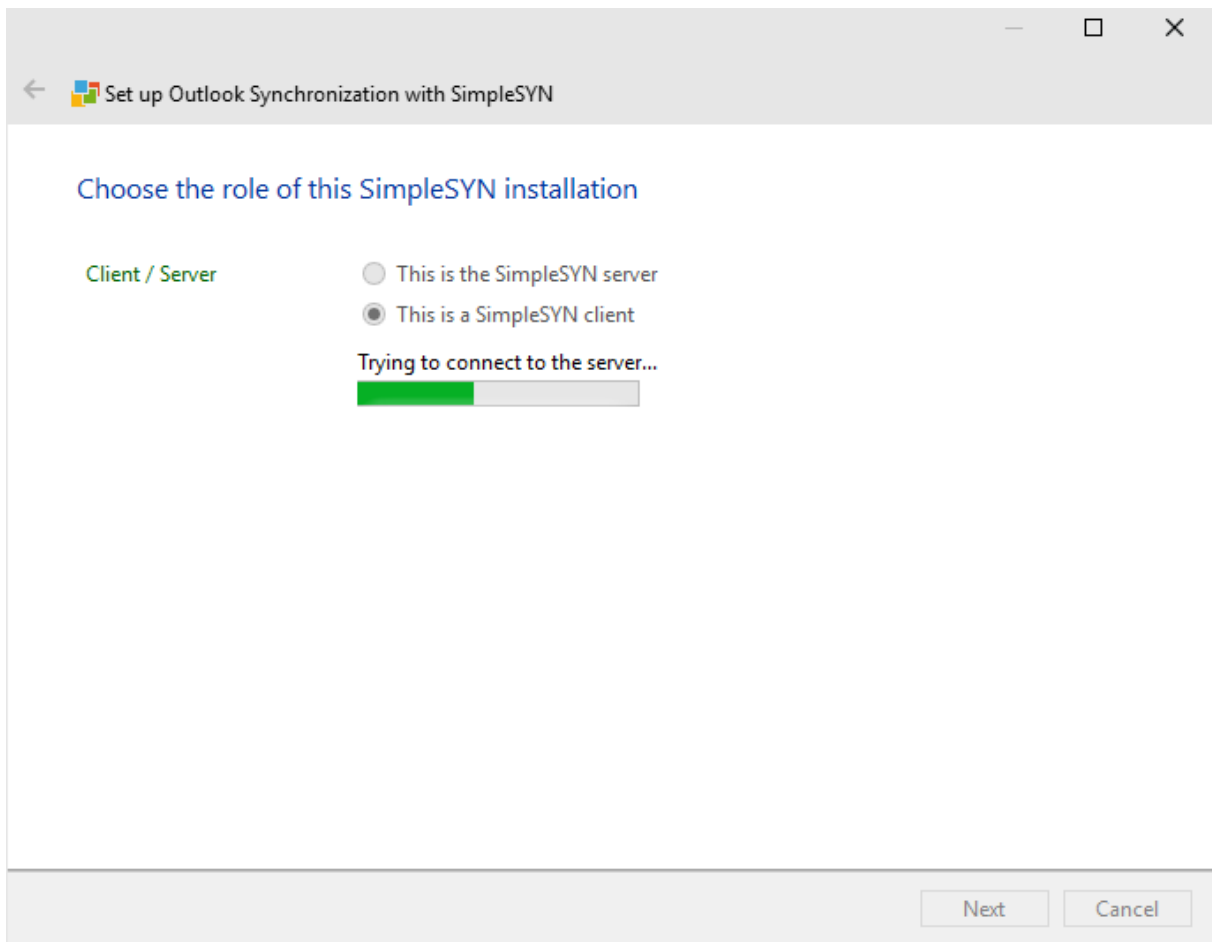 Set up Outlook Synchronization with SimpleSYN
Choose the role of this SimpleSYN installation
Client / Server
This is the SimpleSYN server
This is a SimpleSYN client
Trying to connect to the server...
Next
Cancel